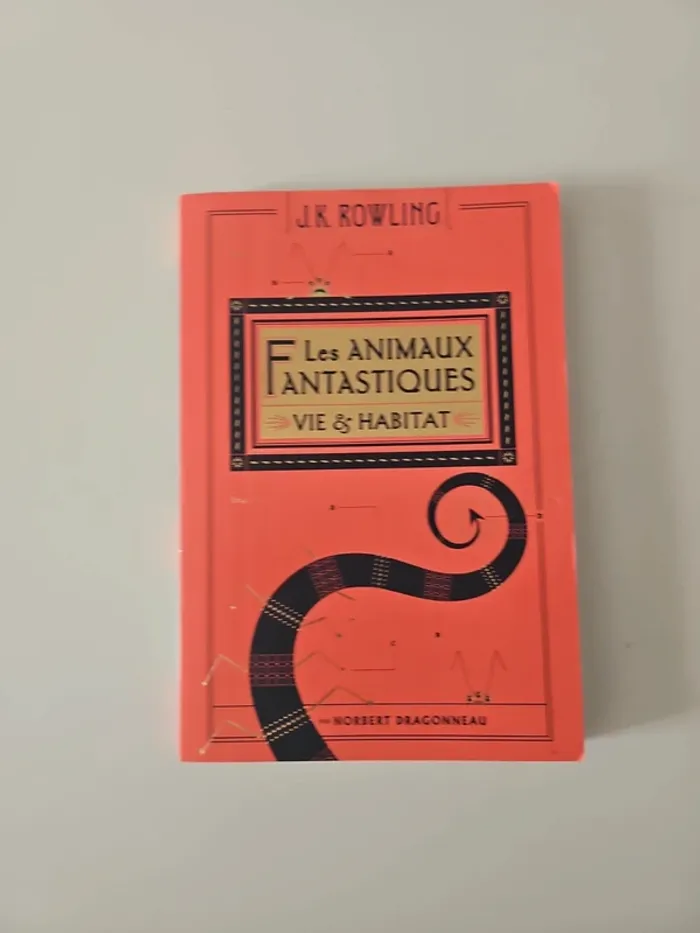 J.K. ROWLING
Les ANIMAUX
FANTASTIQUES
VIE & HABITAT
PAR NORBERT DRAGONNEAU